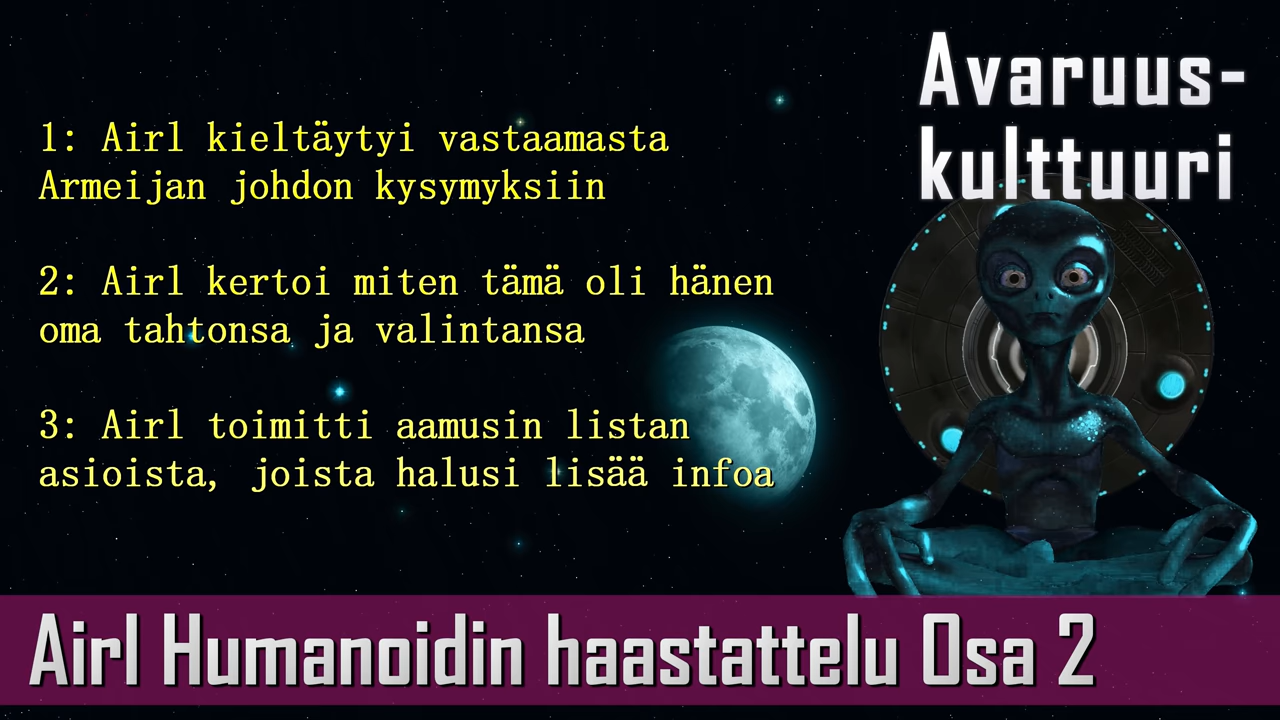 Avaruus-
kulttuuri
1: Airl kieltäytyi vastaamasta
Armeijan johdon kysymyksiin
2: Airl kertoi miten tämä oli hänen
oma tahtonsa ja valintansa
3: Airl toimitti aamusin listan
asioista, joista halusi lisää infoa
Airl Humanoidin haastattelu Osa 2